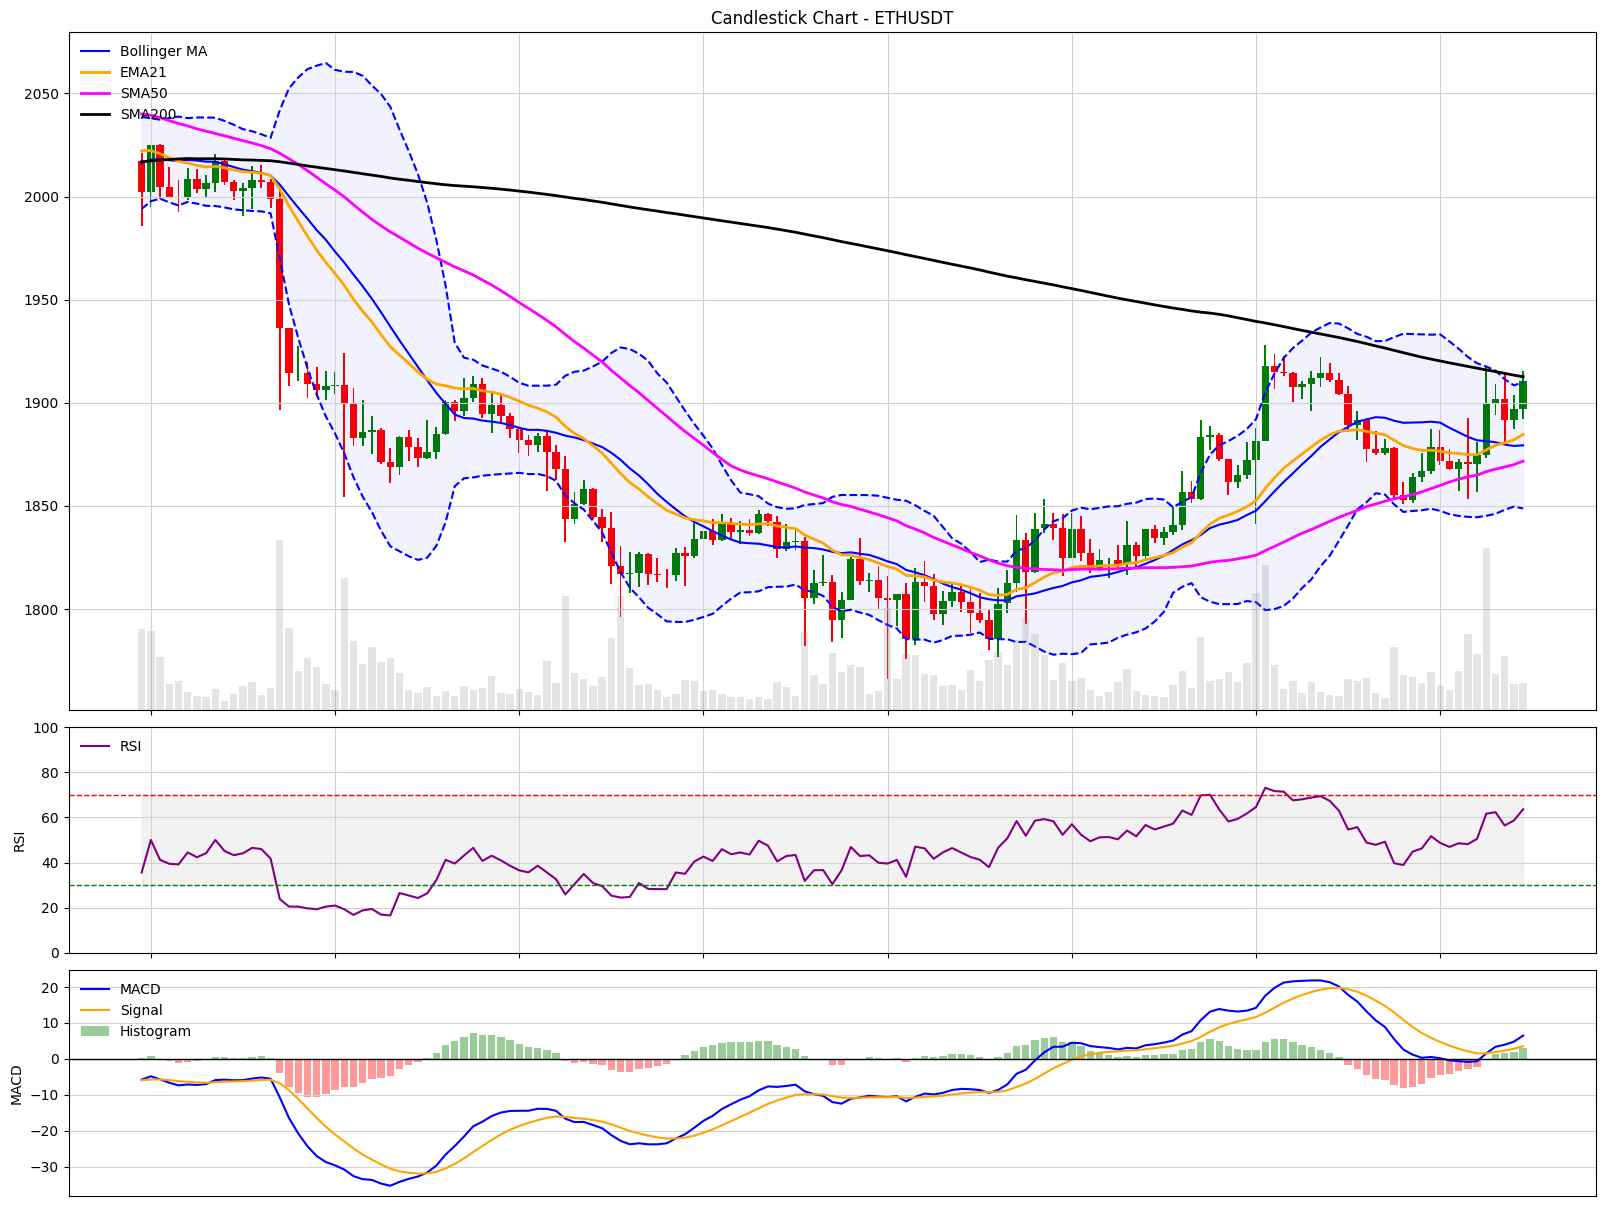 Candlestick Chart - ETHUSDT
Bollinger MA
EMA21
SMA50
SMA200
2050
2000
1950
1900
1850
1800
RSI
100
80
60
40
20
0
RSI
MACD
Signal
Histogram
20
10
0
−10
−20
−30
MACD